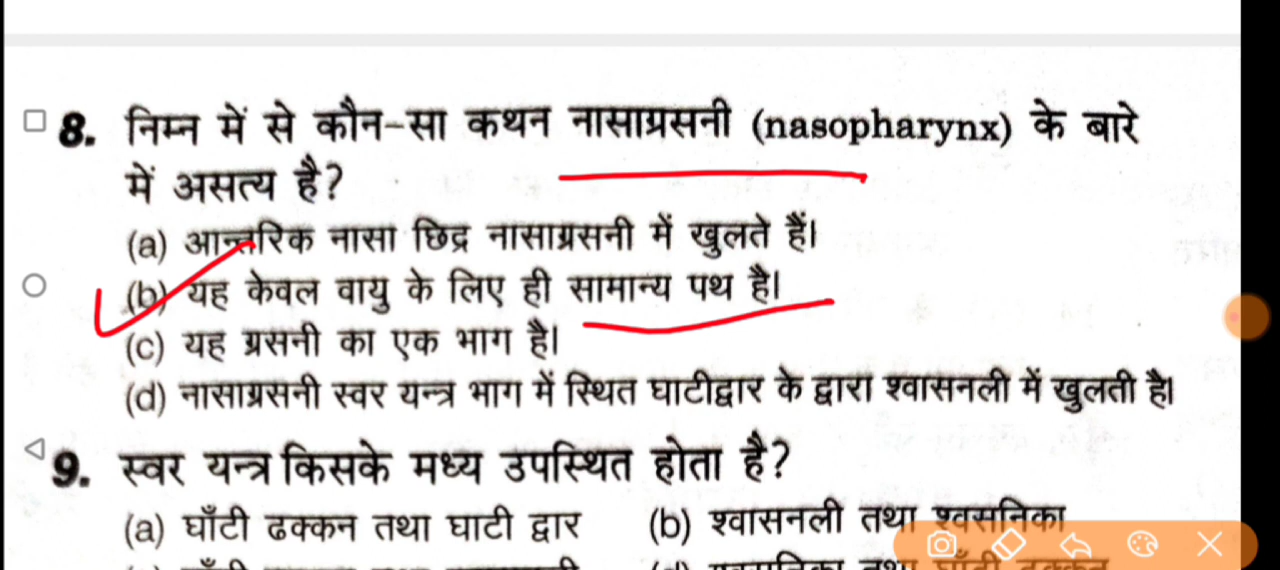 8. निम्न में से कौन-सा कथन नासाग्रसनी (nasopharynx) के बारे
में असत्य है?
(a) आन्तरिक नासा छिद्र नासाग्रसनी में खुलते हैं।
(b) यह केवल वायु के लिए ही सामान्य पथ है।
(c) यह ग्रसनी का एक भाग है।
(d) नासाग्रसनी स्वर यन्त्र भाग में स्थित घाटीद्वार के द्वारा श्वासनली में खुलती है।
9. स्वर यन्त्र किसके मध्य उपस्थित होता है?
(a) घाँटी ढक्कन तथा घाटी द्वार (b) श्वासनली तथा श्वसनिका